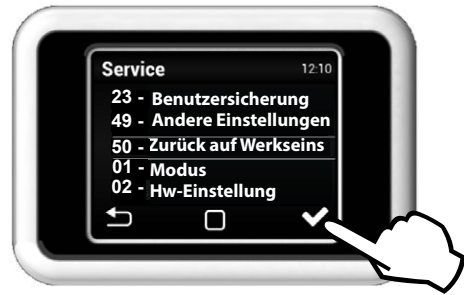 Service 12:10
23 - Benutzersicherung
49 - Andere Einstellungen
50 - Zurück auf Werkseins
01 - Modus
02 - Hw-Einstellung